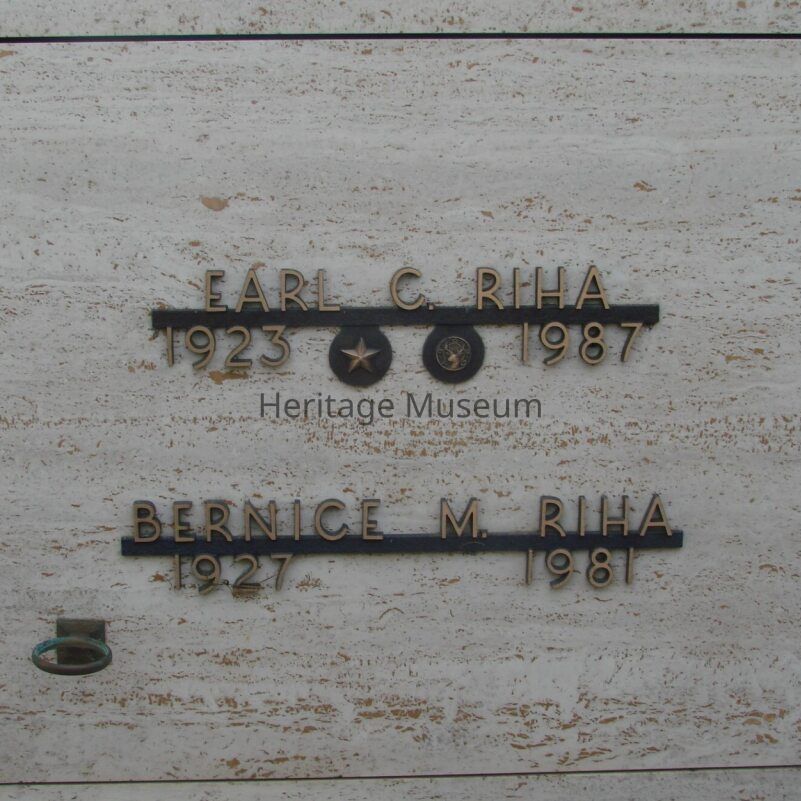 EARL C. RIHA
1923 1987
Heritage Museum
BERNICE M. RIHA
1927 1981